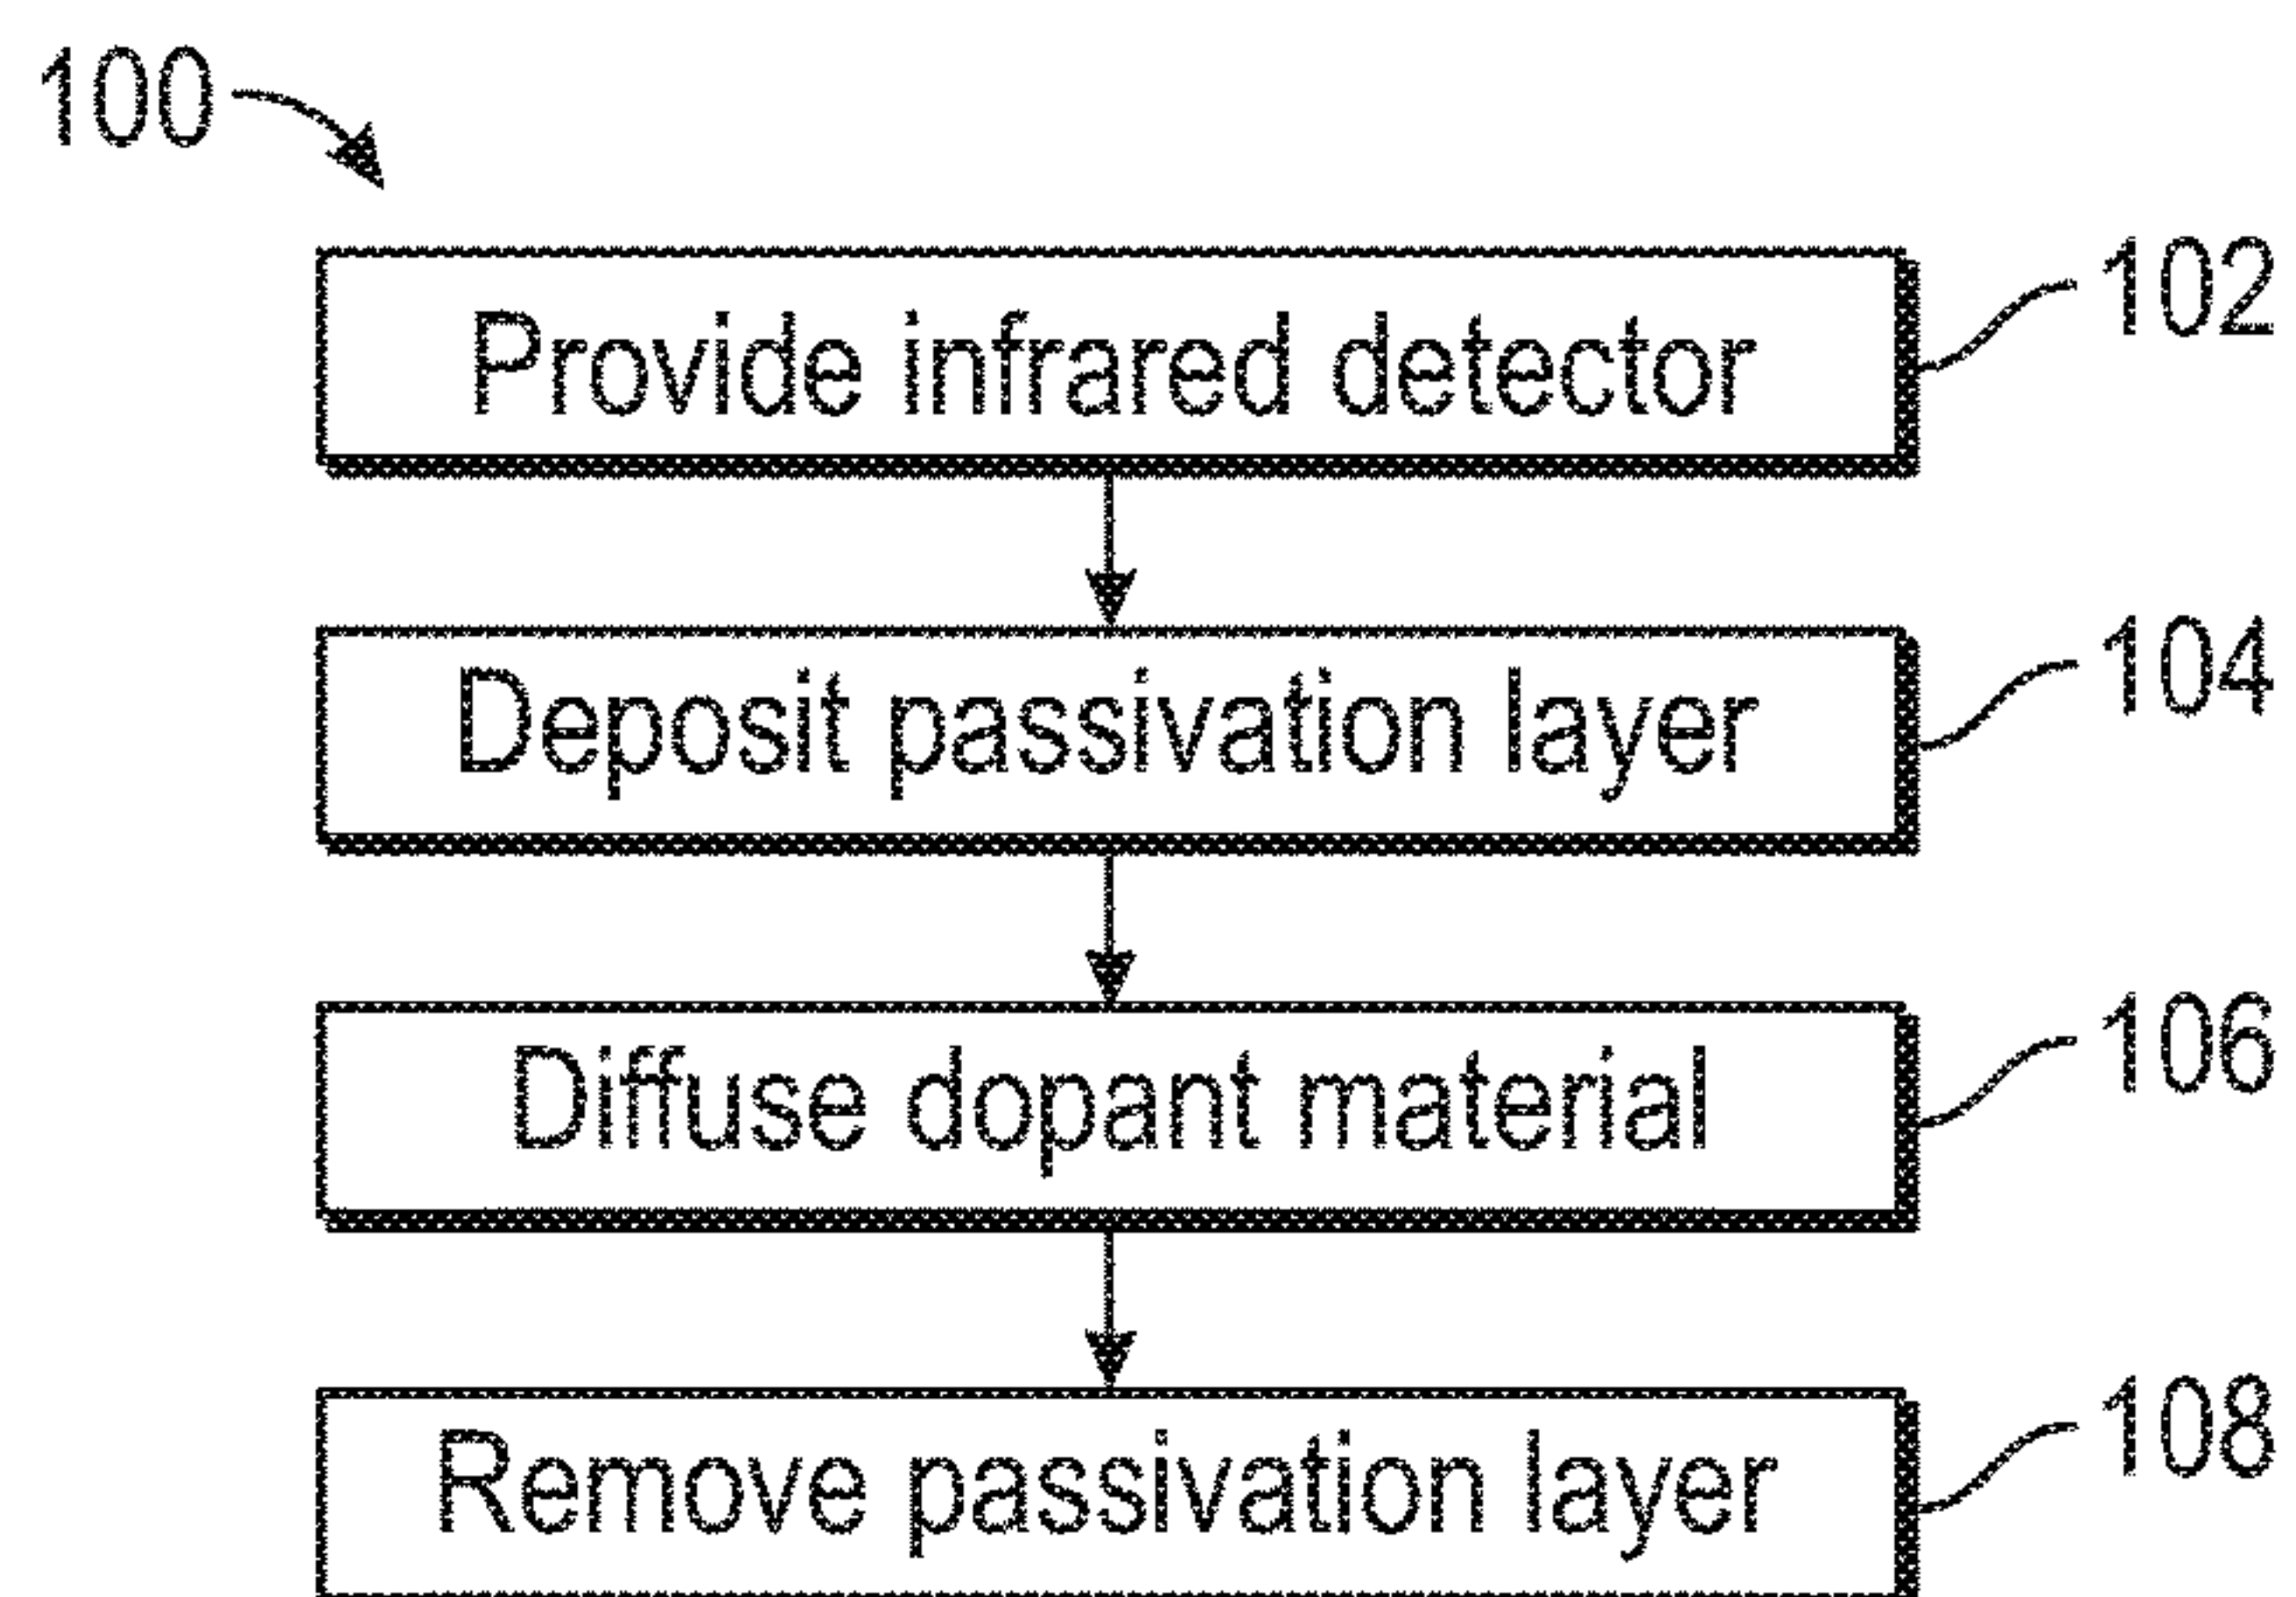 100
Provide infrared detector
102
Deposit passivation layer
104
Diffuse dopant material
106
Remove passivation layer
108